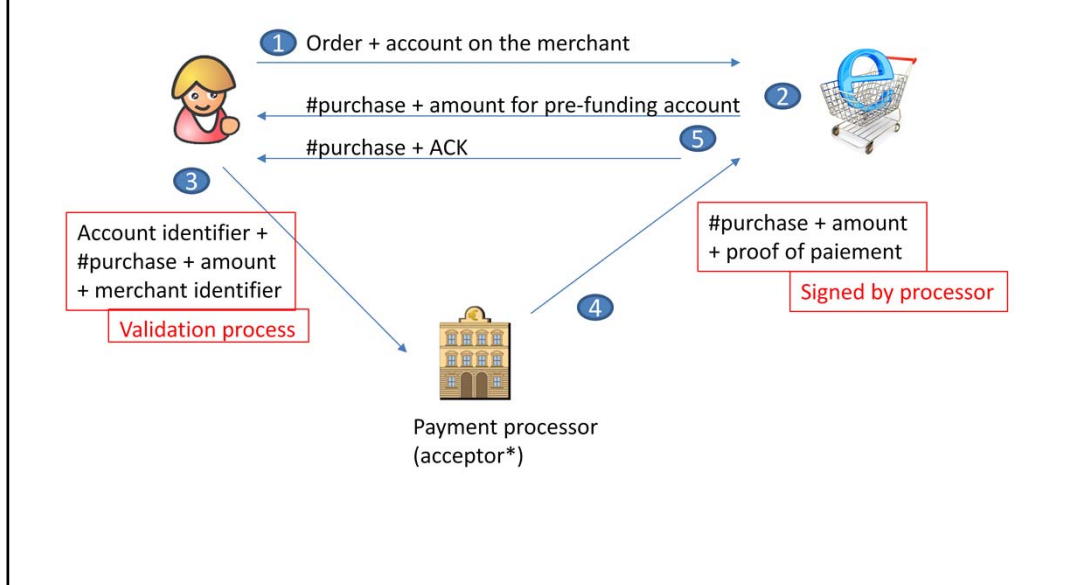 1 Order + account on the merchant
2
#purchase + amount for pre-funding account
5
#purchase + ACK
3
Account identifier +
#purchase + amount
+ merchant identifier
Validation process
#purchase + amount
+ proof of paiement
Signed by processor
4
Payment processor
(acceptor*)